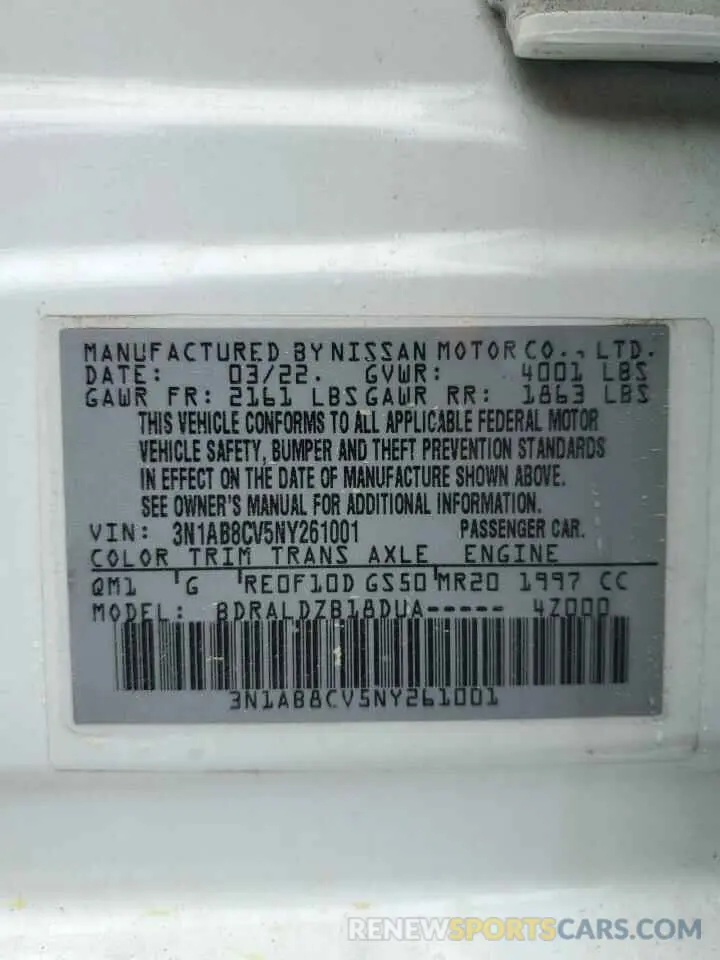 MANUFACTURED BY NISSAN MOTOR CO., LTD.
DATE: 03/22. GVWR: 4001 LBS
GAWR FR: 2161 LBS GAWR RR: 1863 LBS
THIS VEHICLE CONFORMS TO ALL APPLICABLE FEDERAL MOTOR
VEHICLE SAFETY, BUMPER AND THEFT PREVENTION STANDARDS
IN EFFECT ON THE DATE OF MANUFACTURE SHOWN ABOVE.
SEE OWNER'S MANUAL FOR ADDITIONAL INFORMATION.
VIN: 3N1AB8CV5NY261001 PASSENGER CAR.
COLOR TRIM TRANS AXLE ENGINE
QM1 G RE0F10D GS50 MR20 1997 CC
MODEL: BDRALDZB18DUA----- 4Z000
3N1AB8CV5NY261001
RENEWSPORTSCARS.COM